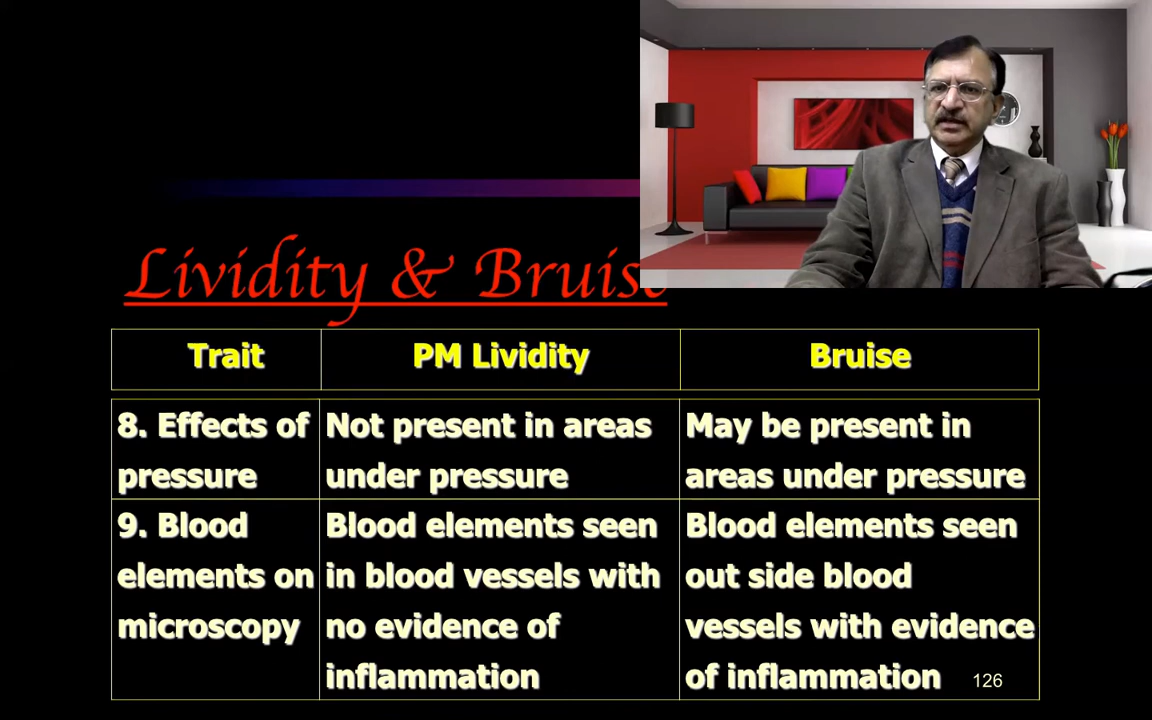 Lividity & Bruise
Trait
PM Lividity
Bruise
8. Effects of
pressure
Not present in areas
under pressure
May be present in
areas under pressure
9. Blood
elements on
microscopy
Blood elements seen
in blood vessels with
no evidence of
inflammation
Blood elements seen
out side blood
vessels with evidence
of inflammation
126